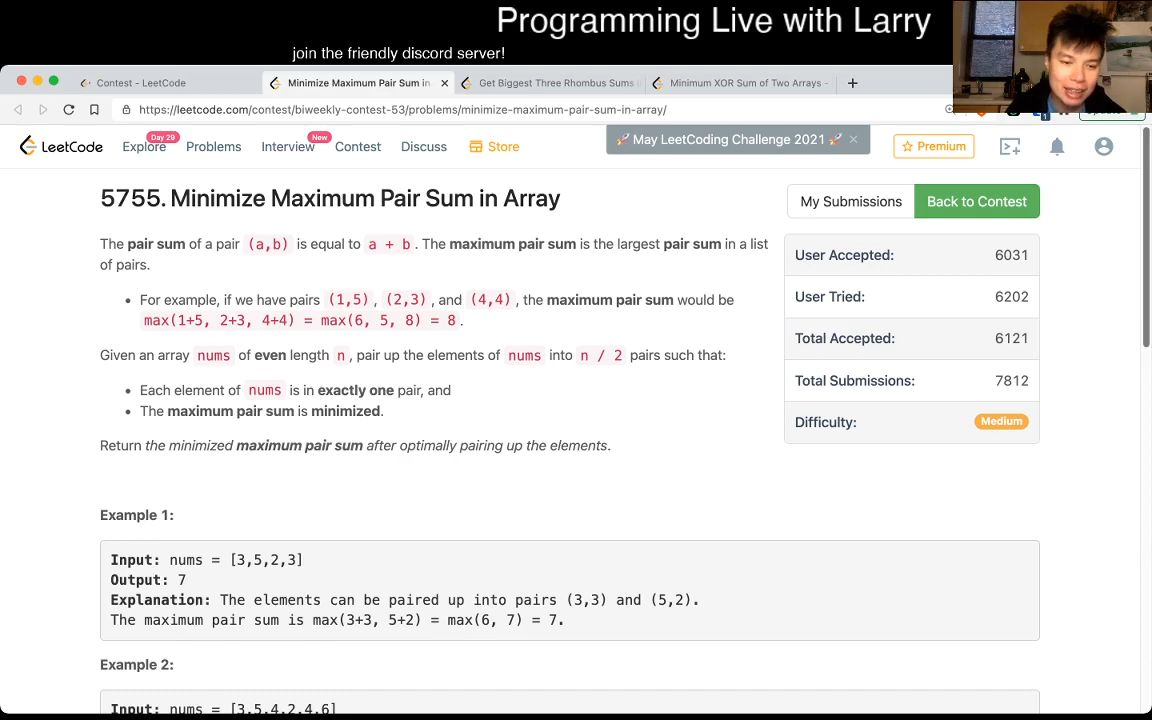 Programming Live with Larry
join the friendly discord server!
Contest - LeetCode
Minimize Maximum Pair Sum in
Get Biggest Three Rhombus Sums
Minimum XOR Sum of Two Arrays -
https://leetcode.com/contest/biweekly-contest-53/problems/minimize-maximum-pair-sum-in-array/
LeetCode
Explore
Day 29
Problems
Interview
New
Contest
Discuss
Store
🚀 May LeetCoding Challenge 2021 🚀
Premium
5755. Minimize Maximum Pair Sum in Array
My Submissions
Back to Contest
The pair sum of a pair (a,b) is equal to a + b. The maximum pair sum is the largest pair sum in a list
of pairs.
• For example, if we have pairs (1,5), (2,3), and (4,4), the maximum pair sum would be
max(1+5, 2+3, 4+4) = max(6, 5, 8) = 8.
Given an array nums of even length n, pair up the elements of nums into n / 2 pairs such that:
• Each element of nums is in exactly one pair, and
• The maximum pair sum is minimized.
Return the minimized maximum pair sum after optimally pairing up the elements.
User Accepted: 6031
User Tried: 6202
Total Accepted: 6121
Total Submissions: 7812
Difficulty: Medium
Example 1:
Input: nums = [3,5,2,3]
Output: 7
Explanation: The elements can be paired up into pairs (3,3) and (5,2).
The maximum pair sum is max(3+3, 5+2) = max(6, 7) = 7.
Example 2:
Input: nums = [3,5,4,2,4,6]